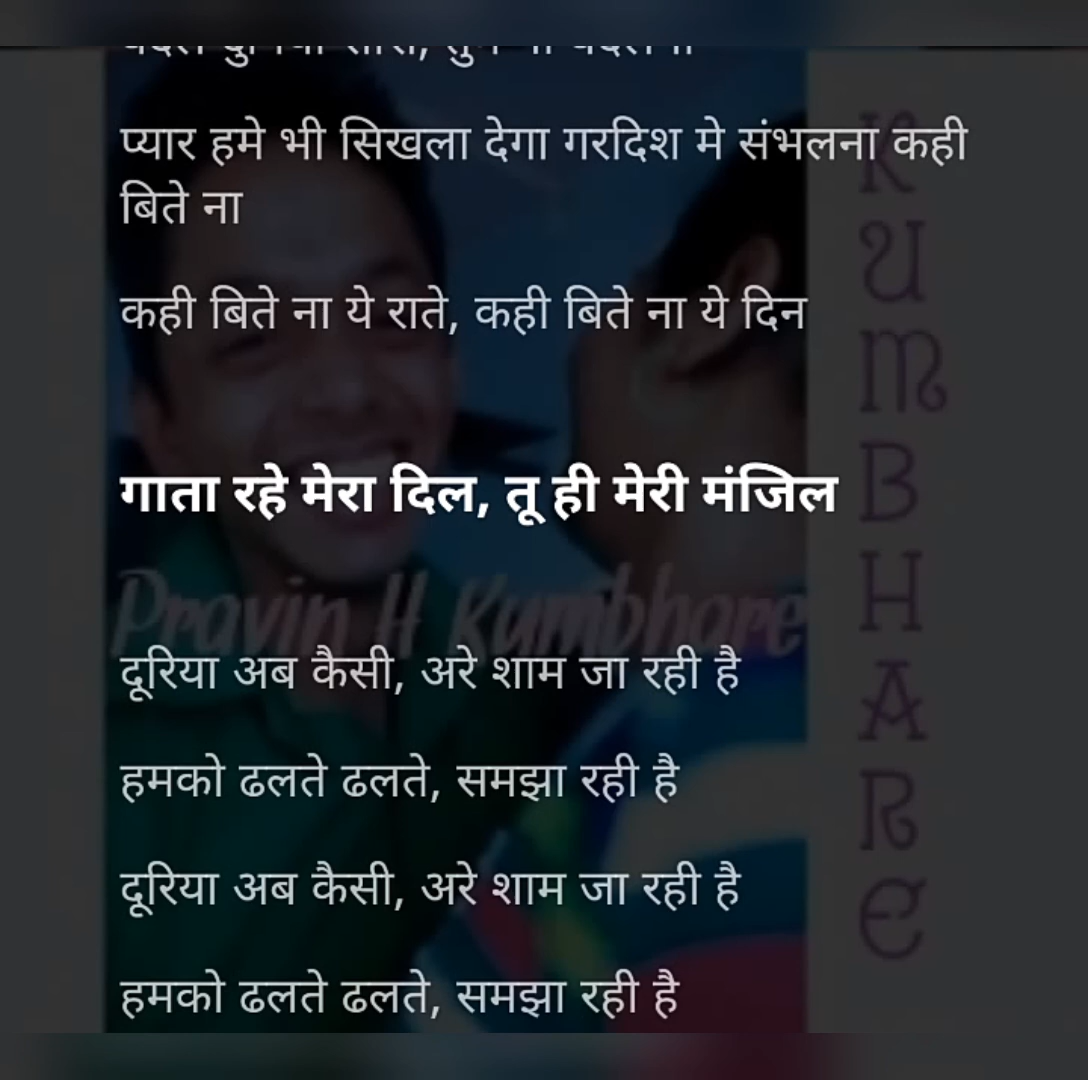 प्यार हमे भी सिखला देगा गरदिश मे संभलना कही
बिते ना
कही बिते ना ये राते, कही बिते ना ये दिन
गाता रहे मेरा दिल, तू ही मेरी मंजिल
Pravin H Kumbhare
दूरिया अब कैसी, अरे शाम जा रही है
हमको ढलते ढलते, समझा रही है
दूरिया अब कैसी, अरे शाम जा रही है
हमको ढलते ढलते, समझा रही है
KUMBHARE